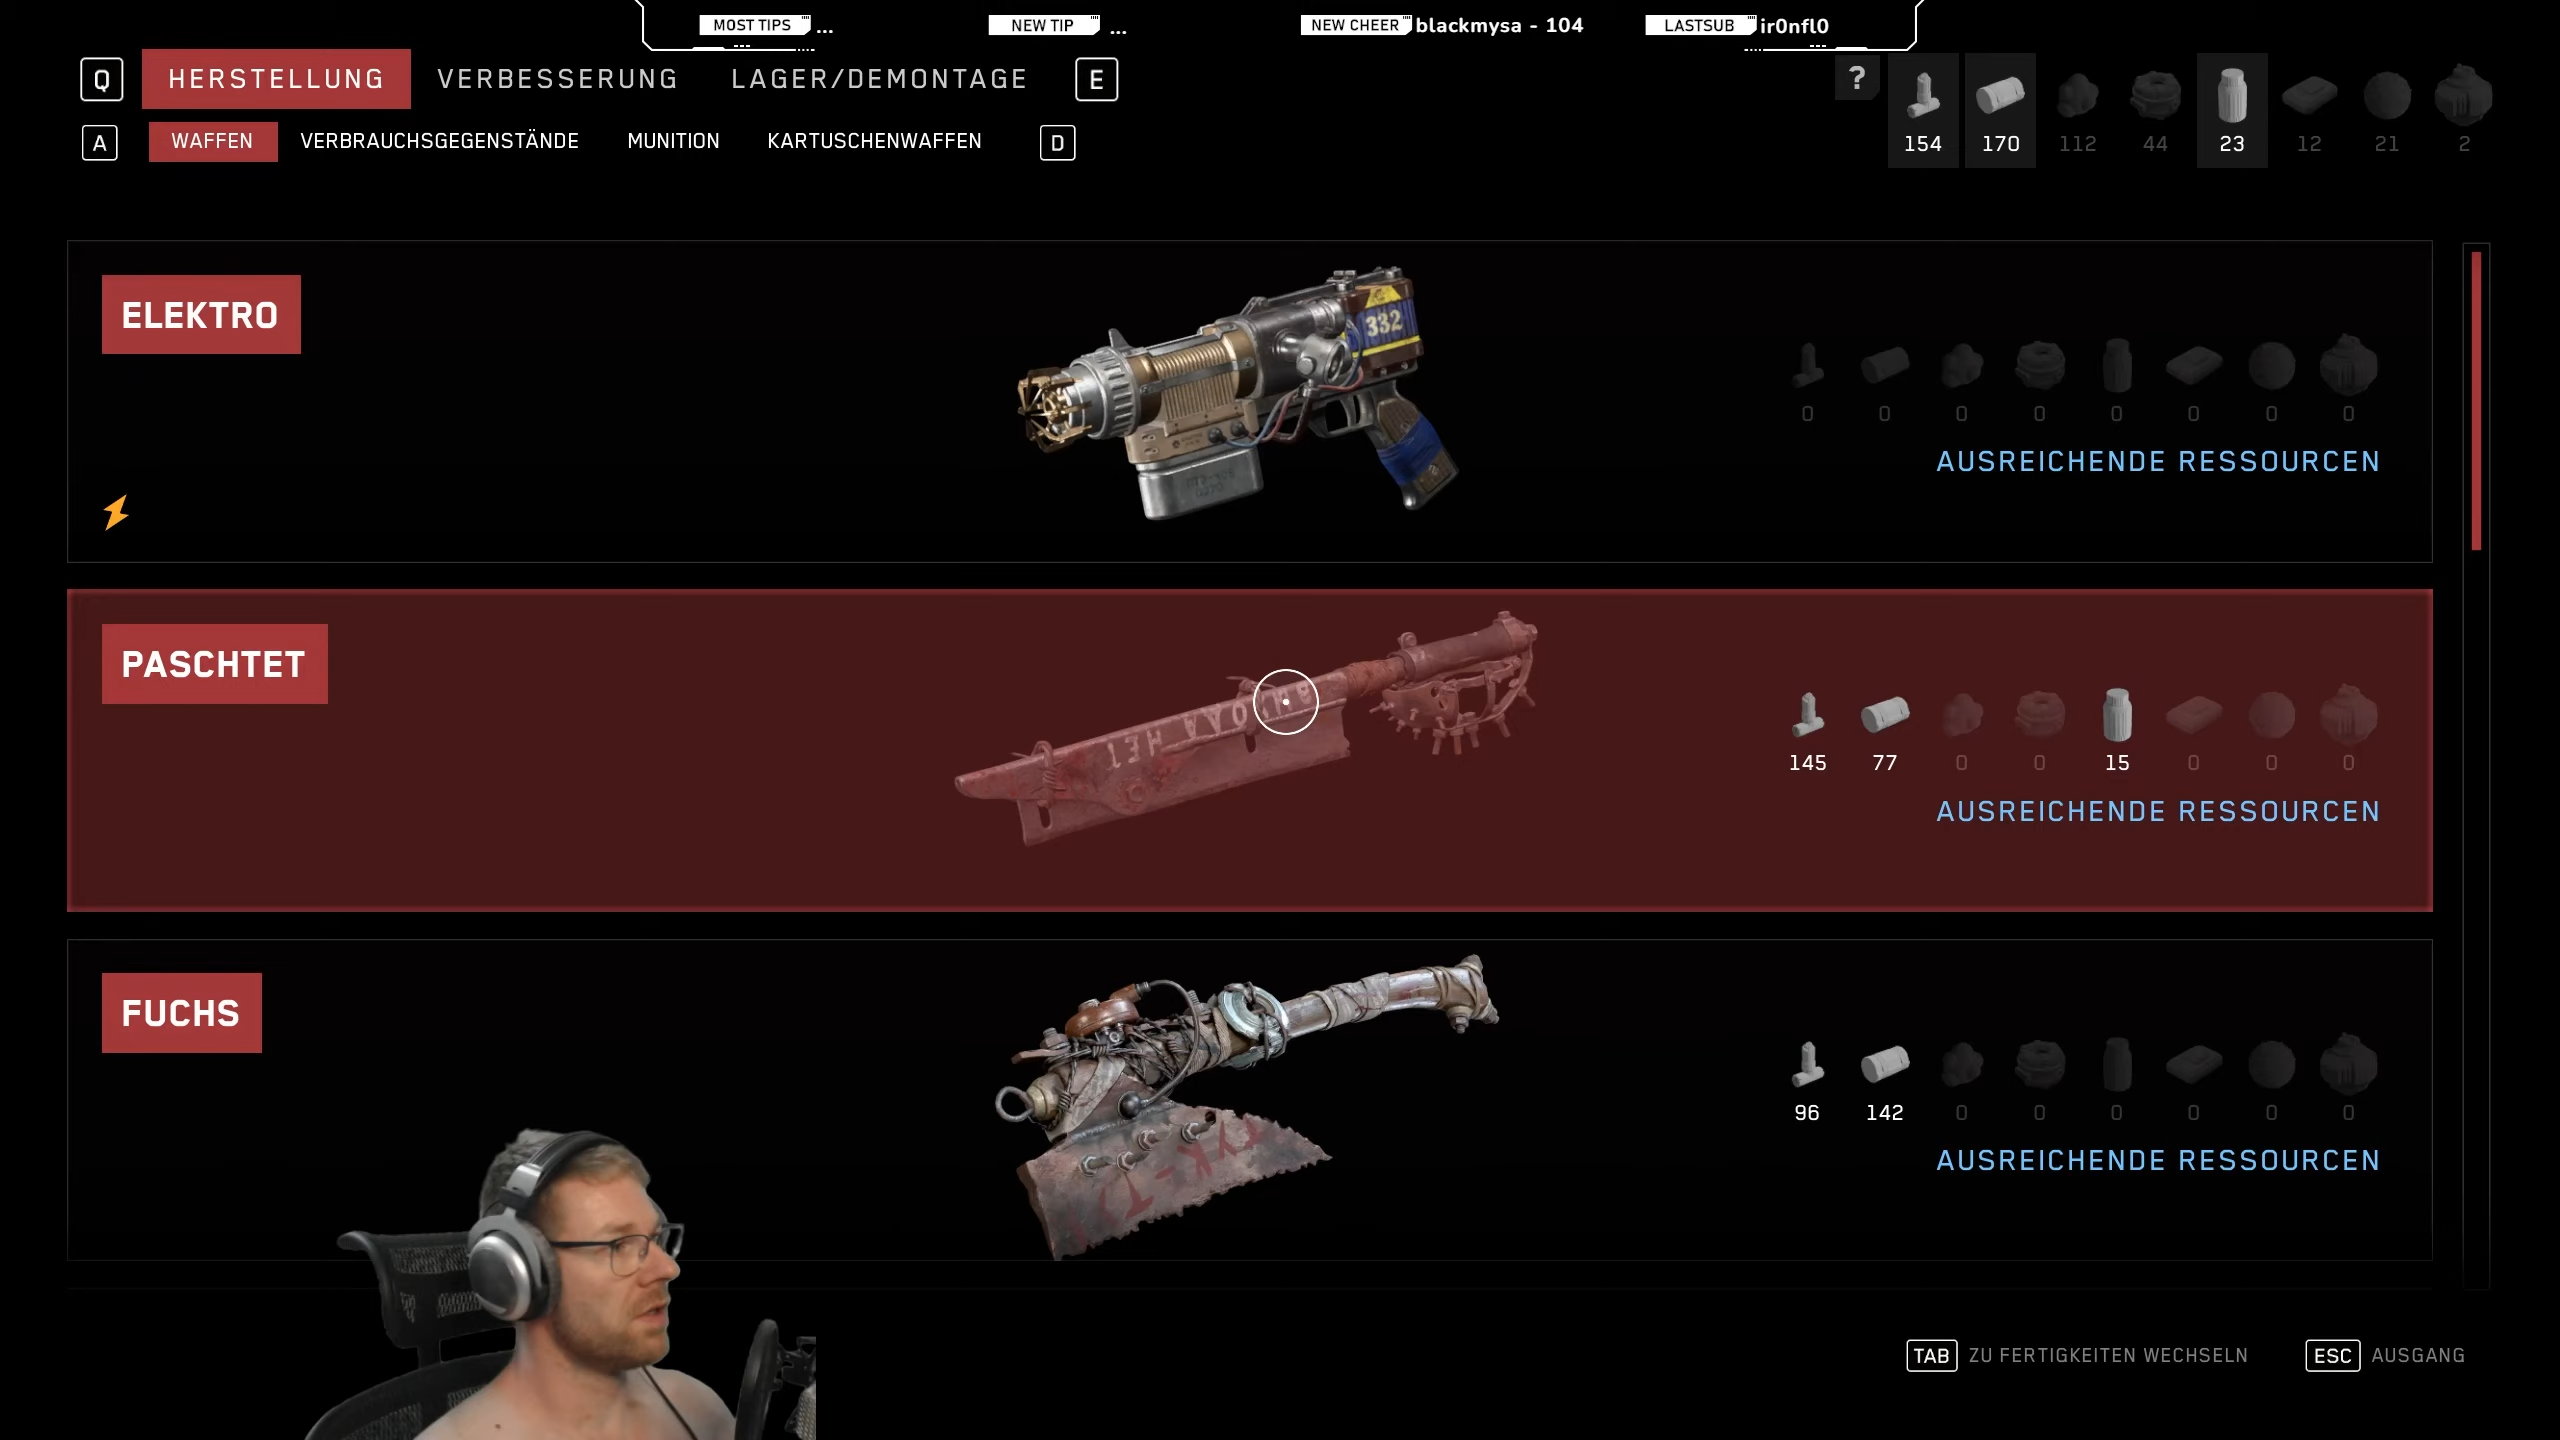 MOST TIPS ...
NEW TIP ...
NEW CHEER blackmysa - 104
LASTSUB ir0nfl0
Q HERSTELLUNG VERBESSERUNG LAGER/DEMONTAGE E
A WAFFEN VERBRAUCHSGEGENSTÄNDE MUNITION KARTUSCHENWAFFEN D
?
154 170 112 44 23 12 21 2
ELEKTRO
332
0 0 0 0 0 0 0 0
AUSREICHENDE RESSOURCEN
PASCHTET
145 77 0 0 15 0 0 0
AUSREICHENDE RESSOURCEN
FUCHS
96 142 0 0 0 0 0 0
AUSREICHENDE RESSOURCEN
TAB ZU FERTIGKEITEN WECHSELN ESC AUSGANG